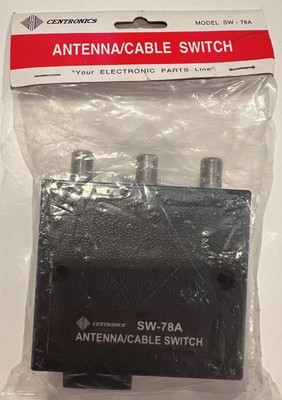 CENTRONICS
MODEL SW - 78A
ANTENNA/CABLE SWITCH
"Your ELECTRONIC PARTS Line"
CENTRONICS SW-78A
ANTENNA/CABLE SWITCH